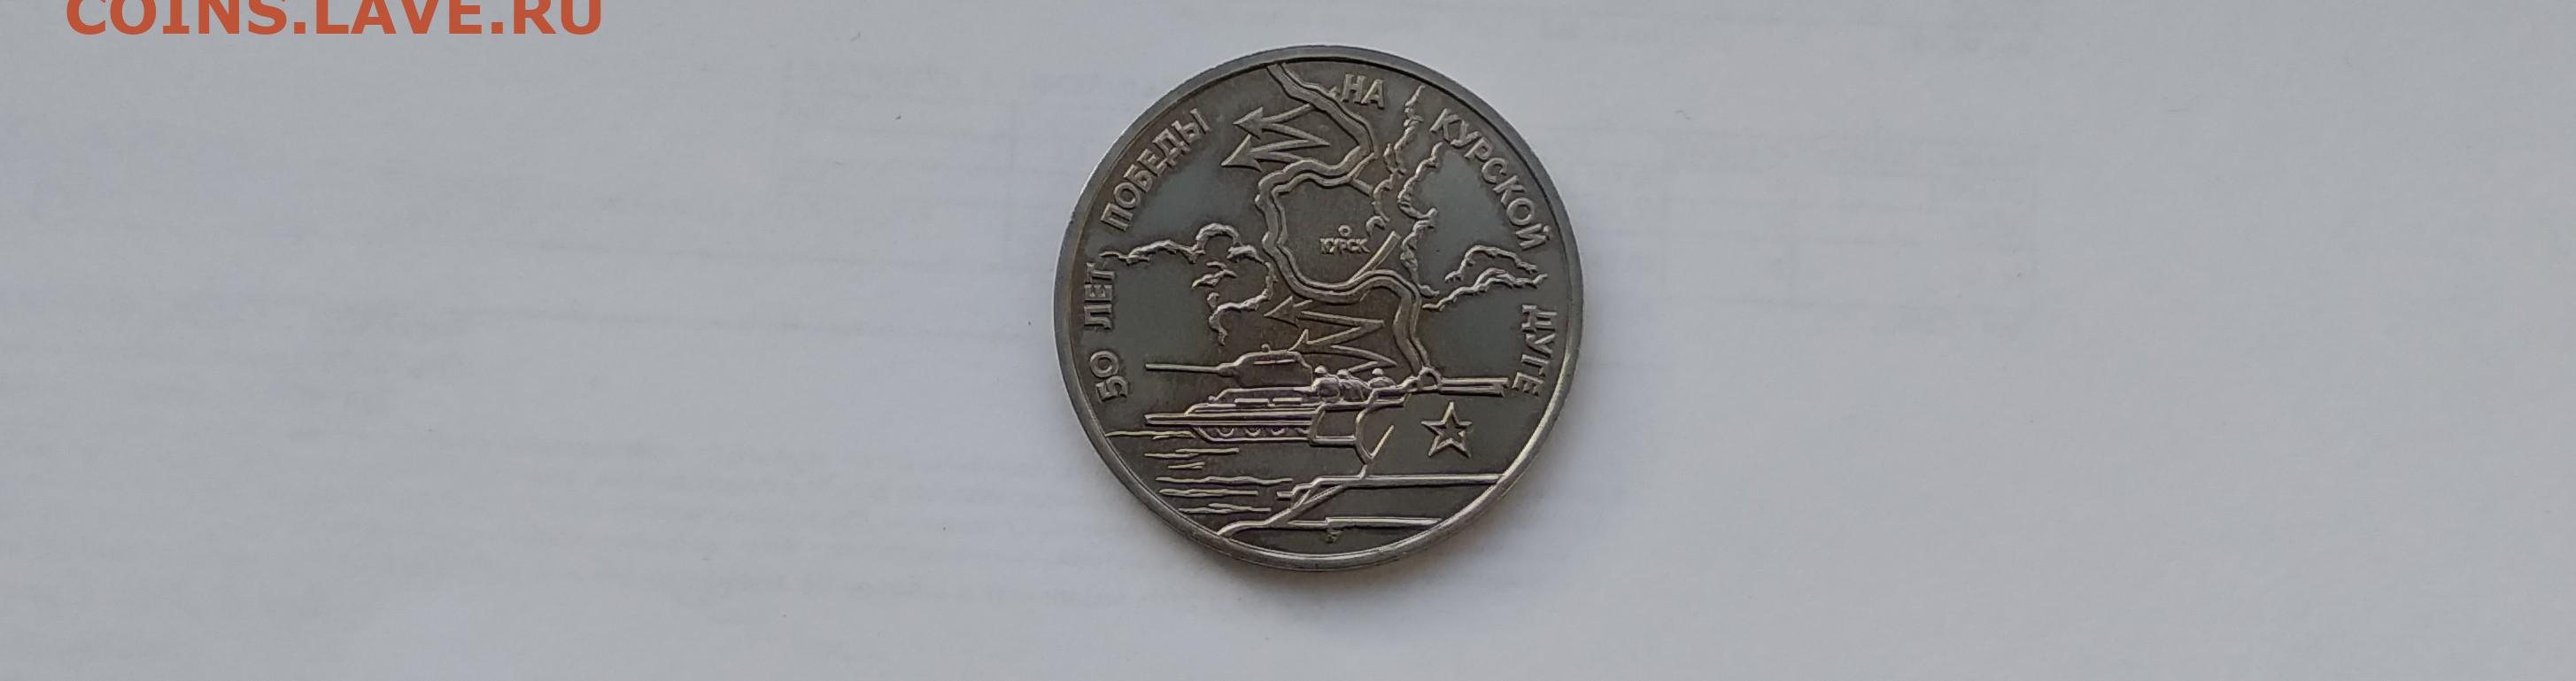 COINS.LAVE.RU
50 ЛЕТ ПОБЕДЫ НА КУРСКОЙ ДУГЕ
КУРСК